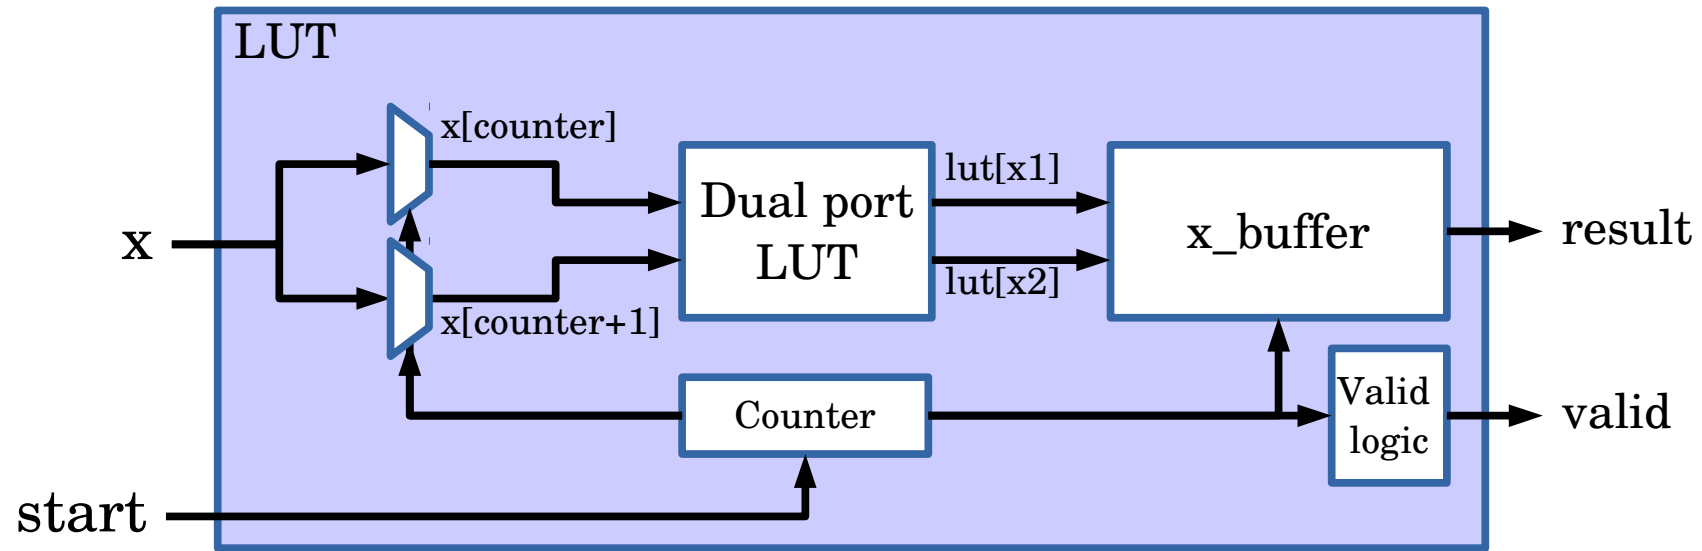 LUT
x[counter]
x
x[counter+1]
Dual port
LUT
lut[x1]
lut[x2]
x_buffer
result
Counter
Valid
logic
valid
start